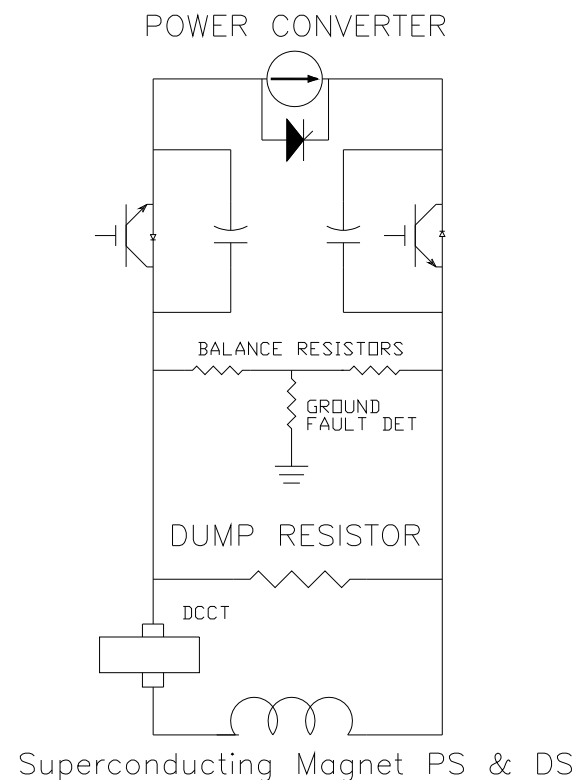 POWER CONVERTER
BALANCE RESISTORS
GROUND
FAULT DET
DUMP RESISTOR
DCCT
Superconducting Magnet PS & DS